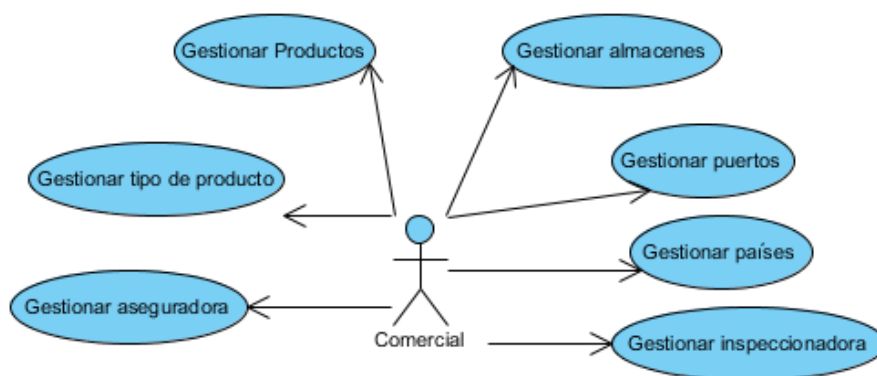 Gestionar Productos
Gestionar almacenes
Gestionar tipo de producto
Gestionar puertos
Gestionar países
Gestionar aseguradora
Comercial
Gestionar inspeccionadora